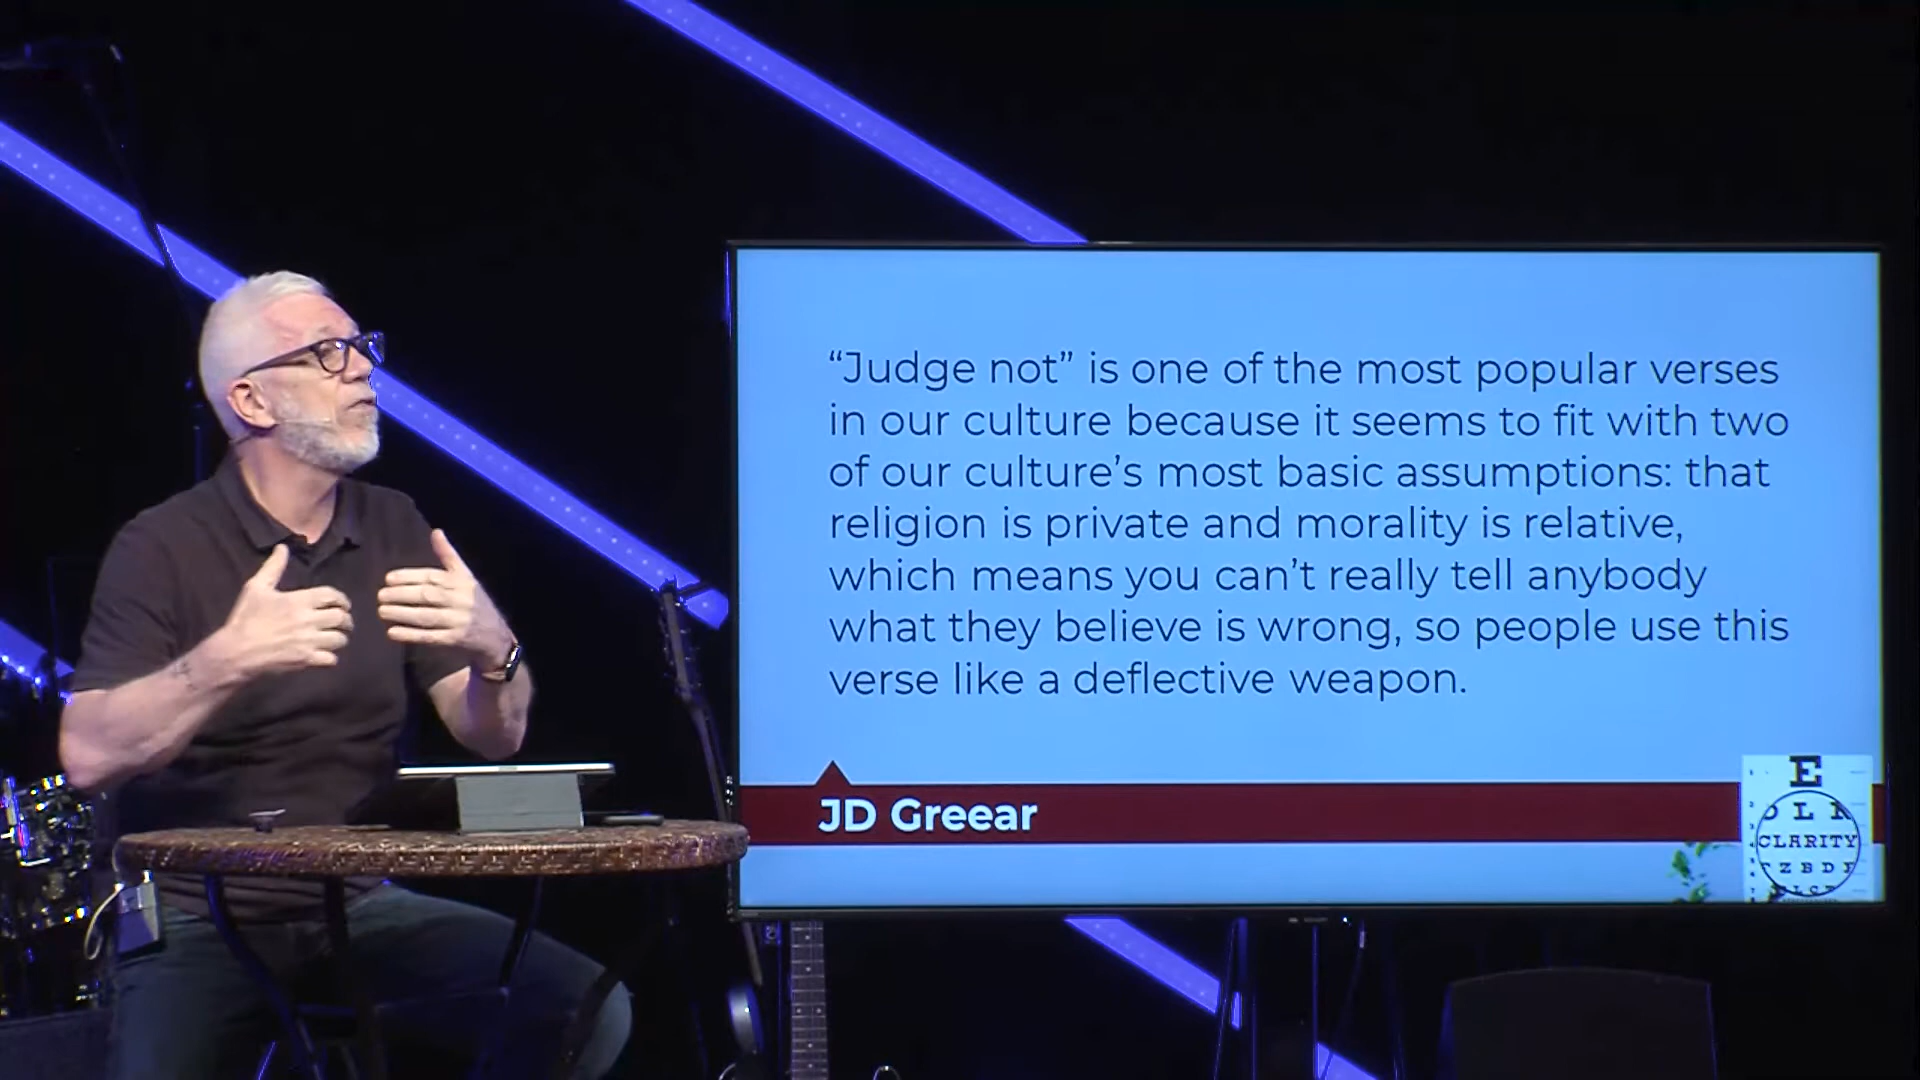 “Judge not” is one of the most popular verses
in our culture because it seems to fit with two
of our culture’s most basic assumptions: that
religion is private and morality is relative,
which means you can’t really tell anybody
what they believe is wrong, so people use this
verse like a deflective weapon.
JD Greear
E
D L
CLARITY
Z B D